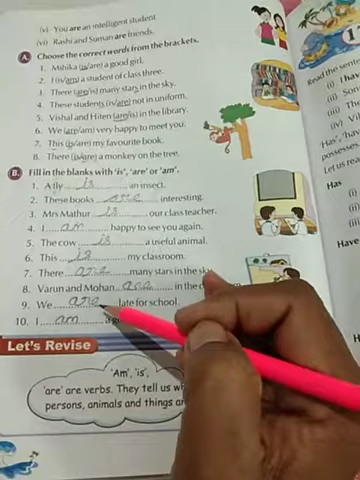 (v) You are an intelligent student
(vi) Rashi and Suman are friends.
A. Choose the correct words from the brackets.
1. Mshika (is/are) a good girl.
2. I (is/am) a student of class three.
3. There (are/is) many stars in the sky.
4. These students (is/are) not in uniform.
5. Vishal and Hiten (are/is) in the library.
6. We (are/am) very happy to meet you.
7. This (is/are) my favourite book.
8. There (is/are) a monkey on the tree.
B. Fill in the blanks with 'is', 'are' or 'am'.
1. A fly is an insect.
2. These books are interesting.
3. Mrs Mathur is our class teacher.
4. I am happy to see you again.
5. The cow is a useful animal.
6. This is my classroom.
7. There are many stars in the sky
8. Varun and Mohan are in the
9. We are late for school.
10. I am a
Let's Revise
'Am', 'is',
'are' are verbs. They tell us
persons, animals and things
Read the sente
(i) I ha
(ii) Son
(iii) The
(iv) Vi
'Has',
possesses
Let us rea
Has